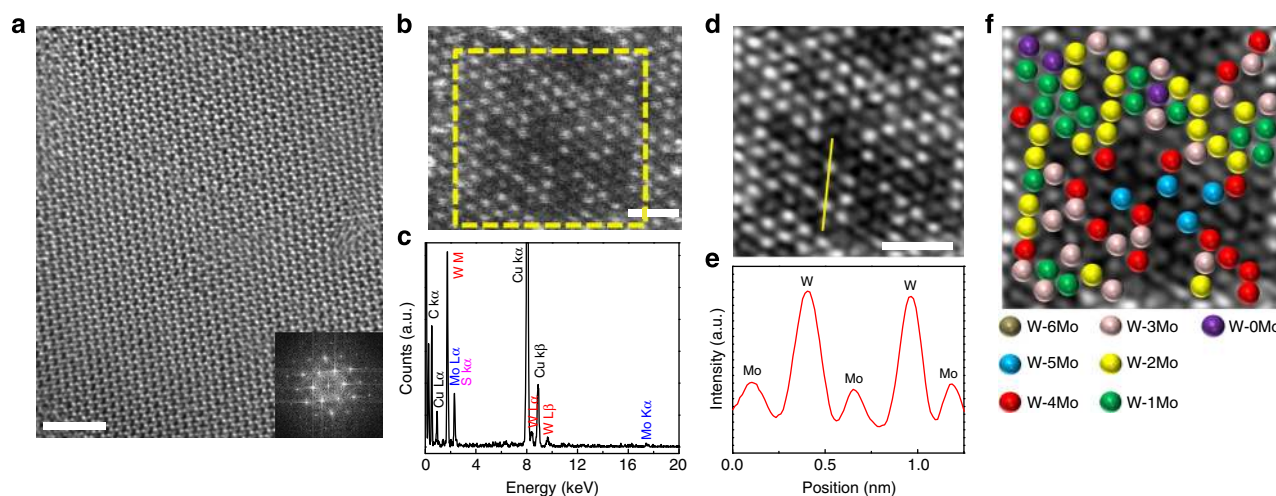 a
b
c
Counts (a.u.)
C kα
Cu Lα
W M
Mo Lα
S kα
Cu kα
W Lα
Cu kβ
W Lβ
Mo Kα
0 4 8 12 16 20
Energy (keV)
d
e
Intensity (a.u.)
Mo
W
Mo
W
Mo
0.0 0.5 1.0
Position (nm)
f
W-6Mo W-3Mo W-0Mo
W-5Mo W-2Mo
W-4Mo W-1Mo